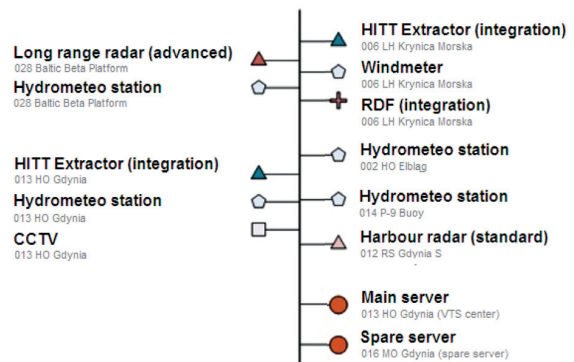 Long range radar (advanced)
028 Baltic Beta Platform
Hydrometeo station
028 Baltic Beta Platform
HITT Extractor (integration)
013 HO Gdynia
Hydrometeo station
013 HO Gdynia
CCTV
013 HO Gdynia
HITT Extractor (integration)
006 LH Krynica Morska
Windmeter
006 LH Krynica Morska
RDF (integration)
006 LH Krynica Morska
Hydrometeo station
002 HO Elbląg
Hydrometeo station
014 P-9 Buoy
Harbour radar (standard)
012 RS Gdynia S
Main server
013 HO Gdynia (VTS center)
Spare server
016 MO Gdynia (spare server)